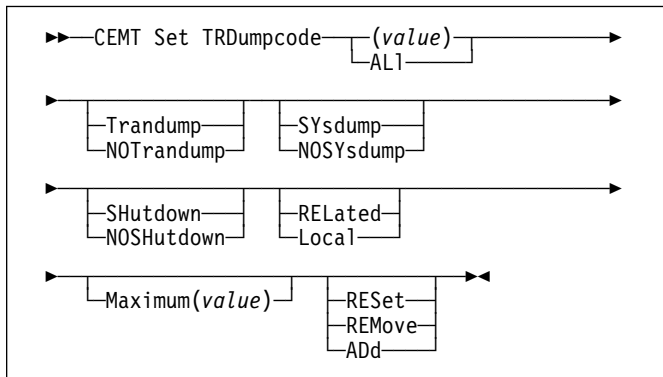 CEMT Set TRDumpcode (value)
ALl
Trandump SYsdump
NOTrandump NOSYsdump
SHutdown RELated
NOSHutdown Local
Maximum(value) RESet
REMove
ADd